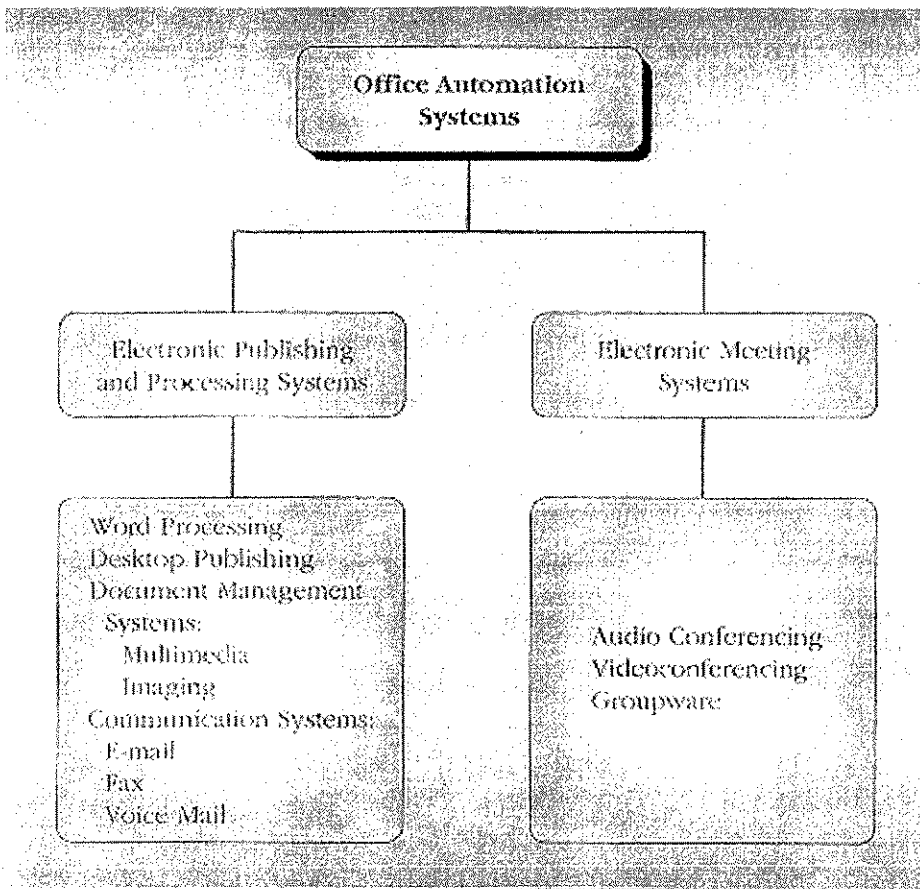 Office Automation
Systems
Electronic Publishing
and Processing Systems
Electronic Meeting
Systems
Word Processing
Desktop Publishing
Document Management
Systems:
Multimedia
Imaging
Communication Systems:
E-mail
Fax
Voice Mail
Audio Conferencing
Videoconferencing
Groupware